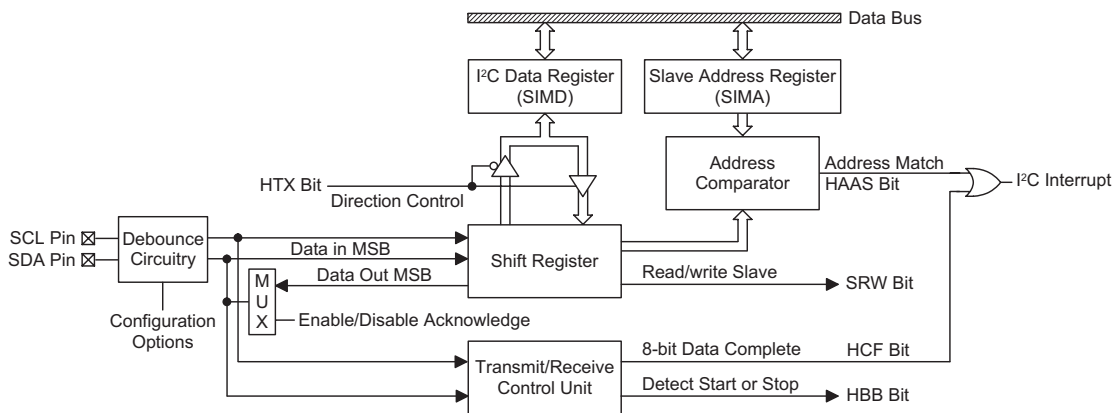 Data Bus
I²C Data Register
(SIMD)
Slave Address Register
(SIMA)
Address
Comparator
Address Match
HAAS Bit
I²C Interrupt
HTX Bit
Direction Control
SCL Pin
SDA Pin
Debounce
Circuitry
Data in MSB
Shift Register
Data Out MSB
M
U
X
Read/write Slave
SRW Bit
Enable/Disable Acknowledge
Configuration
Options
Transmit/Receive
Control Unit
8-bit Data Complete
HCF Bit
Detect Start or Stop
HBB Bit